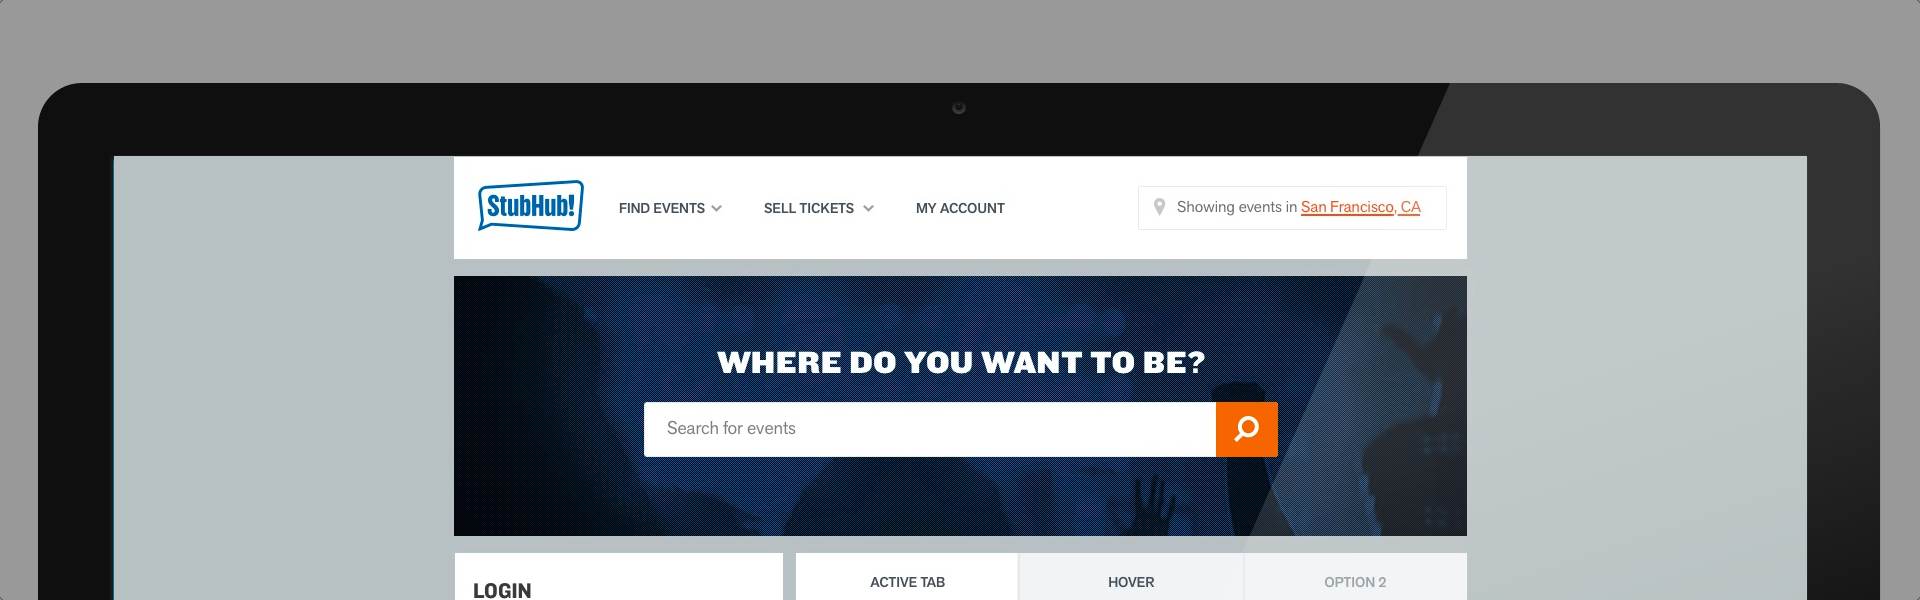 StubHub!
FIND EVENTS
SELL TICKETS
MY ACCOUNT
Showing events in San Francisco, CA
WHERE DO YOU WANT TO BE?
Search for events
LOGIN
ACTIVE TAB
HOVER
OPTION 2